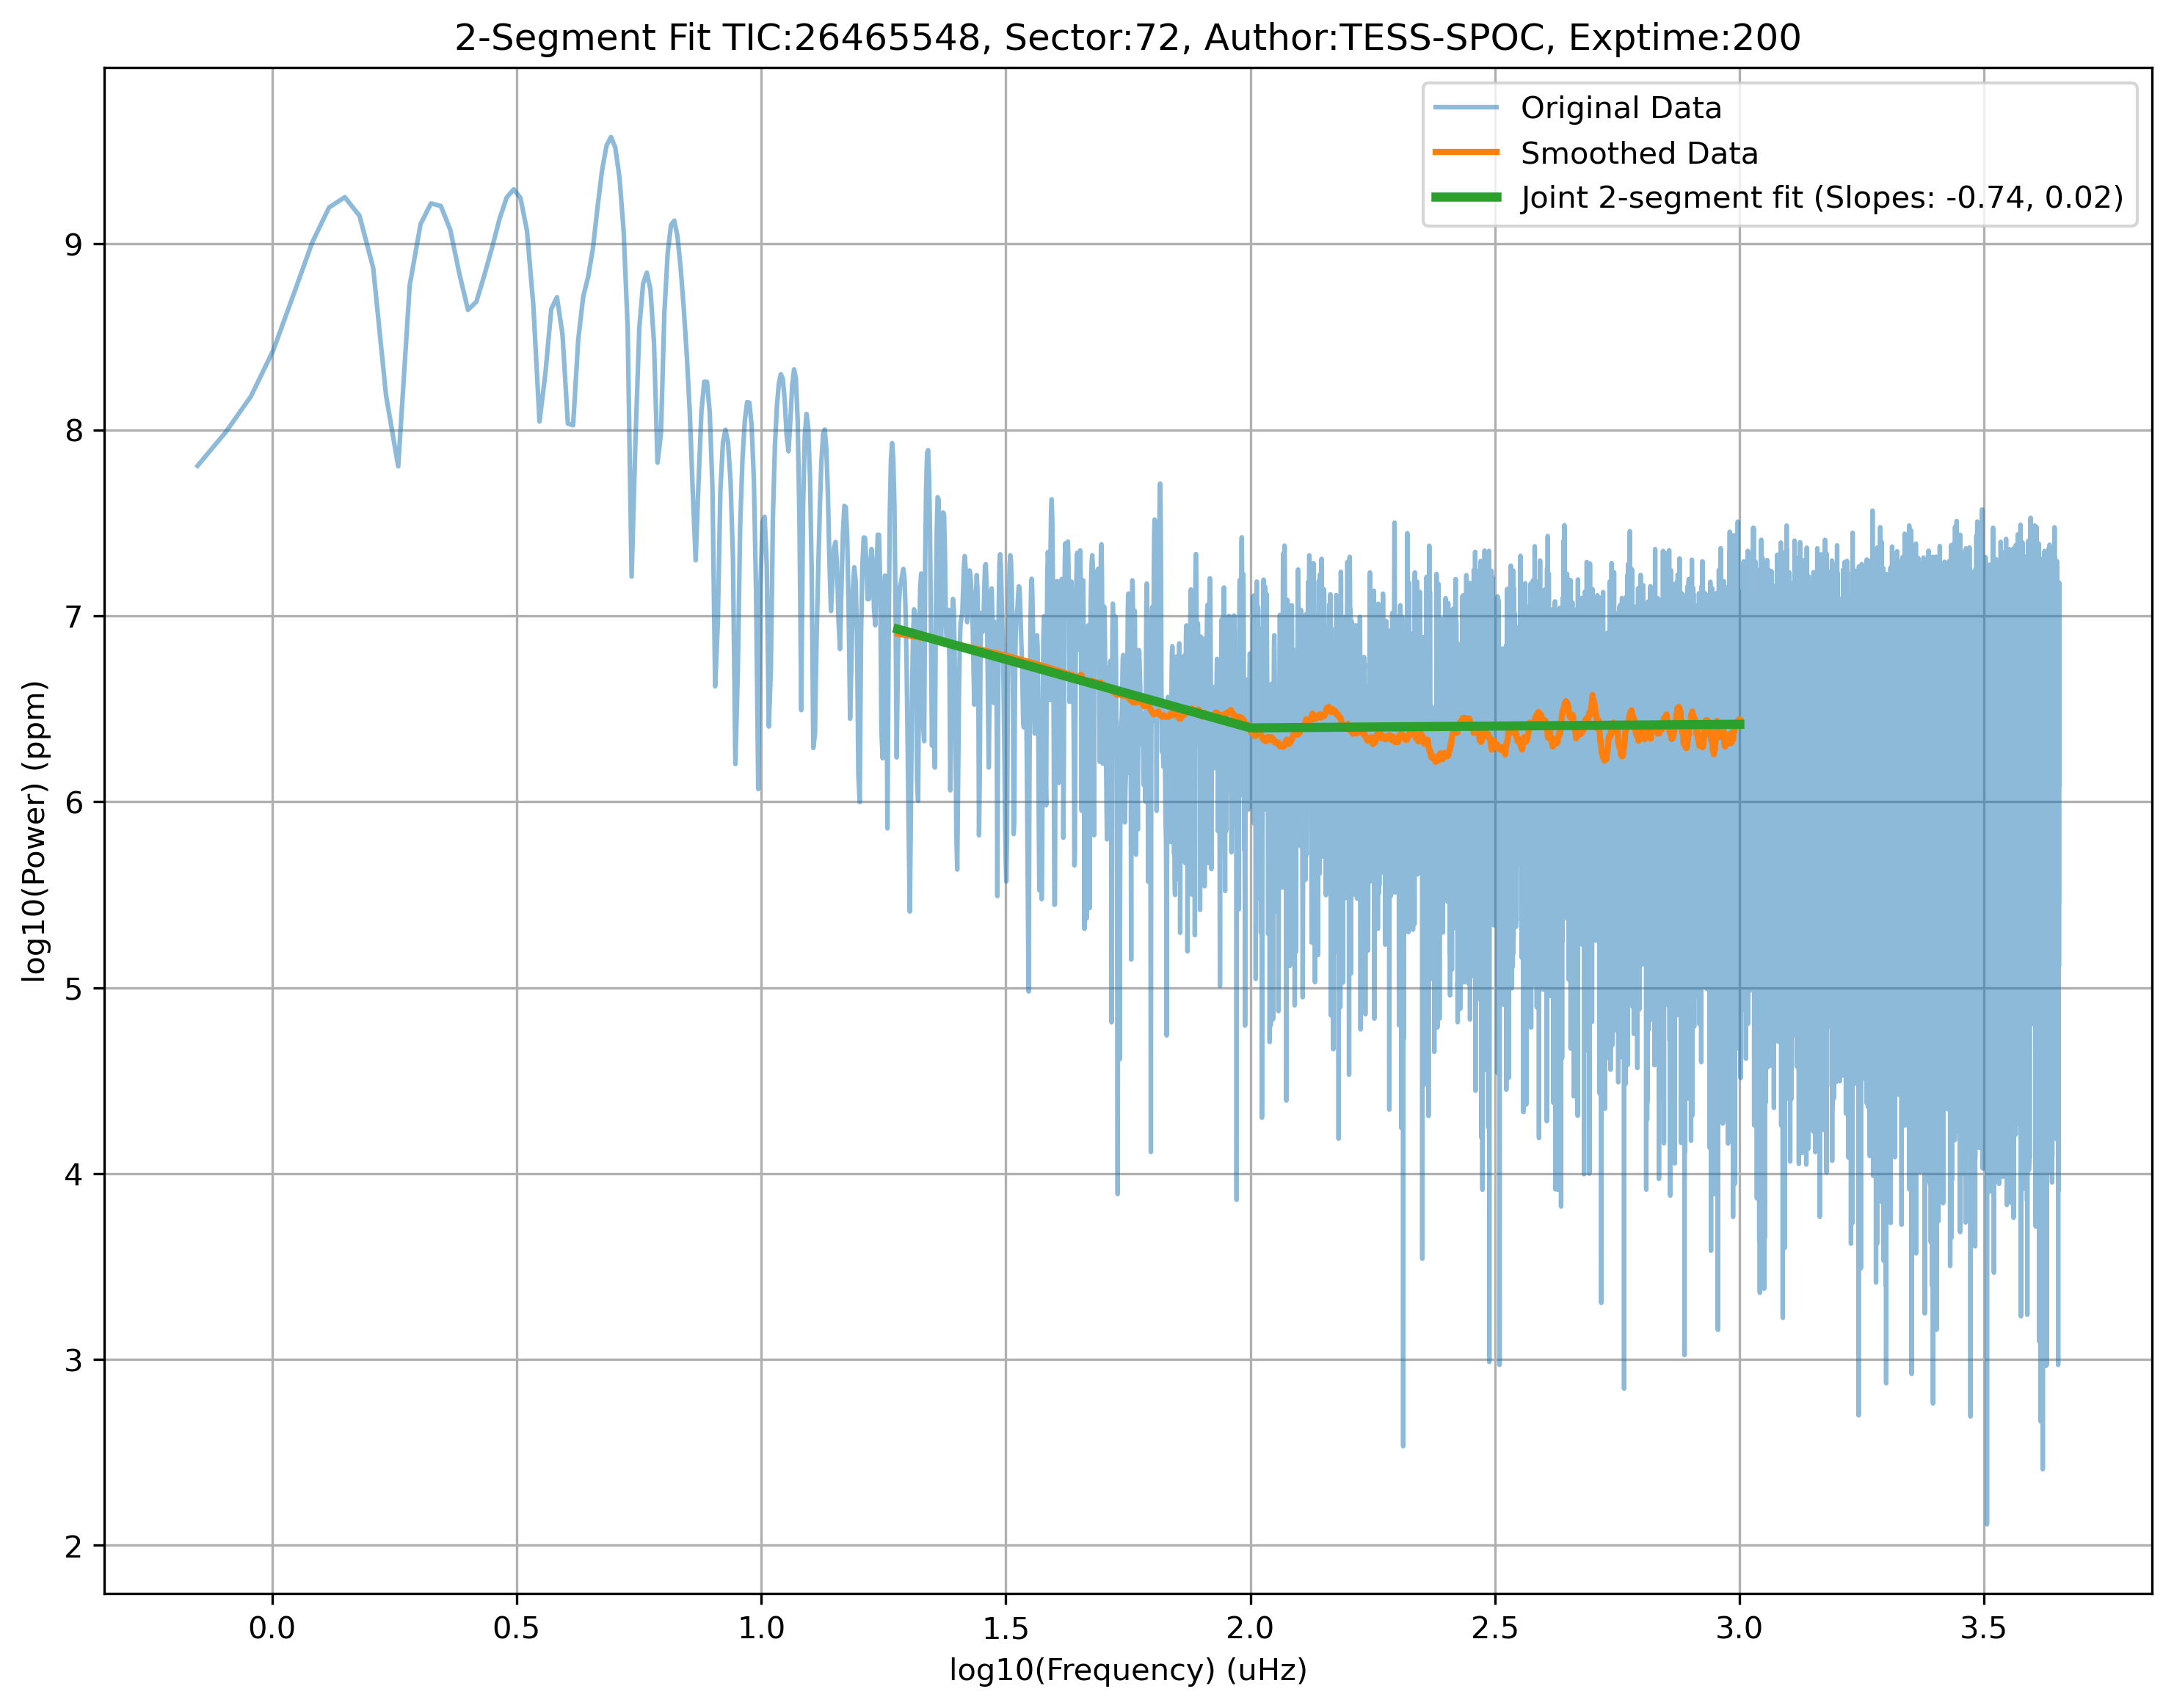 2-Segment Fit TIC:26465548, Sector:72, Author:TESS-SPOC, Exptime:200
Original Data
Smoothed Data
Joint 2-segment fit (Slopes: -0.74, 0.02)
log10(Power) (ppm)
9
8
7
6
5
4
3
2
0.0 0.5 1.0 1.5 2.0 2.5 3.0 3.5
log10(Frequency) (uHz)